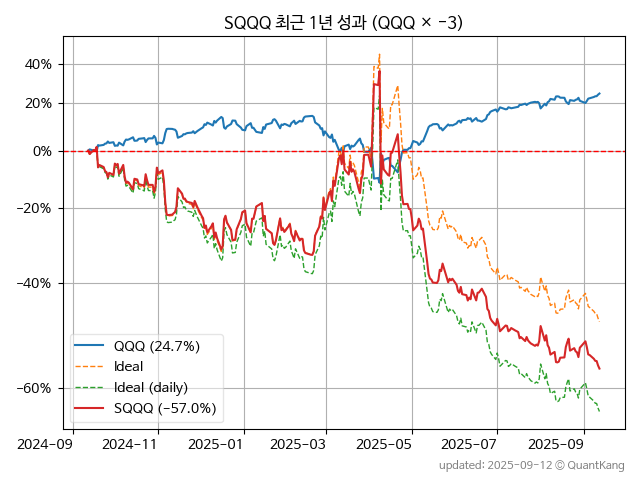 SQQQ 최근 1년 성과 (QQQ × −3)
40%
20%
0%
−20%
−40%
−60%
QQQ (24.7%)
Ideal
Ideal (daily)
SQQQ (−57.0%)
2024-09 2024-11 2025-01 2025-03 2025-05 2025-07 2025-09
updated: 2025-09-12 © QuantKang